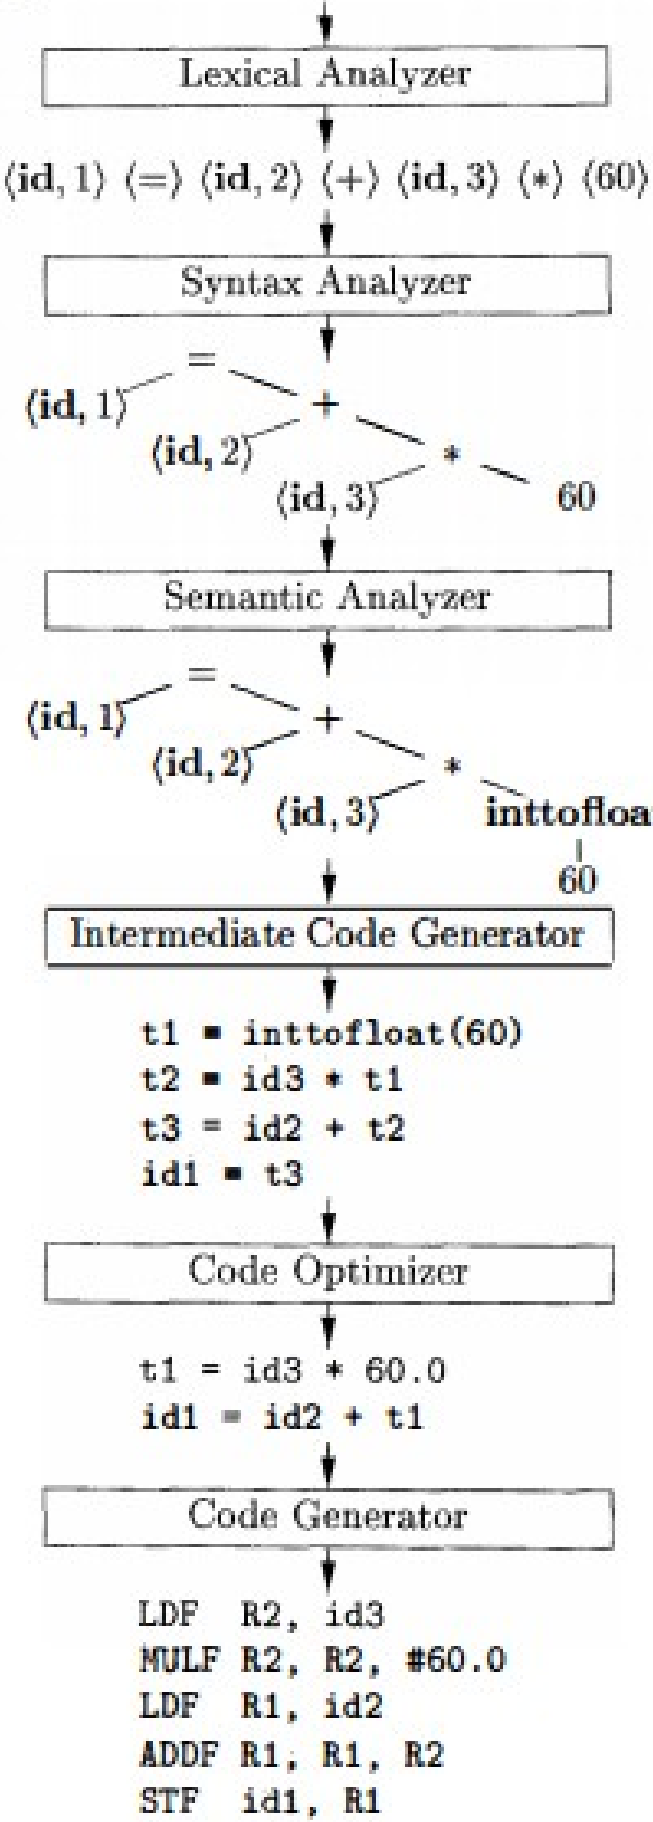 Lexical Analyzer
⟨id, 1⟩ ⟨=⟩ ⟨id, 2⟩ ⟨+⟩ ⟨id, 3⟩ ⟨*⟩ ⟨60⟩
Syntax Analyzer
=
⟨id, 1⟩ +
⟨id, 2⟩ *
⟨id, 3⟩ 60
Semantic Analyzer
=
⟨id, 1⟩ +
⟨id, 2⟩ *
⟨id, 3⟩ inttofloa
60
Intermediate Code Generator
t1 = inttofloat(60)
t2 = id3 * t1
t3 = id2 + t2
id1 = t3
Code Optimizer
t1 = id3 * 60.0
id1 = id2 + t1
Code Generator
LDF R2, id3
MULF R2, R2, #60.0
LDF R1, id2
ADDF R1, R1, R2
STF id1, R1